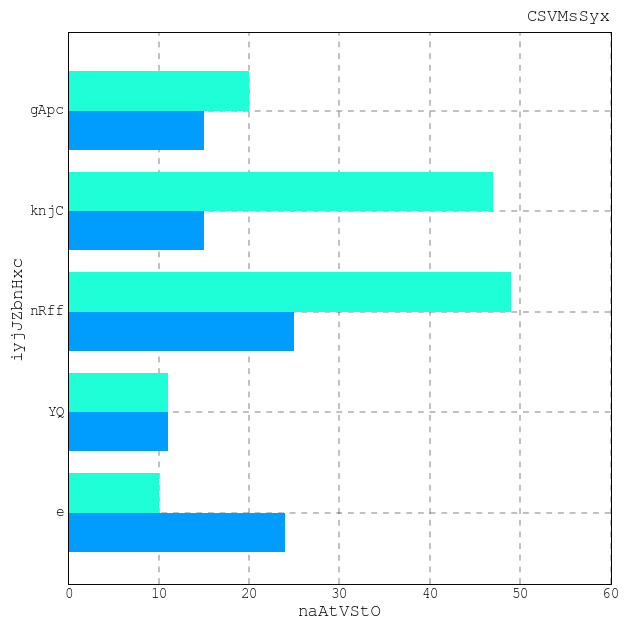 CSVMsSyx
gApc
knjC
nRff
YQ
e
iyjJZbnHxc
0 10 20 30 40 50 60
naAtVStO